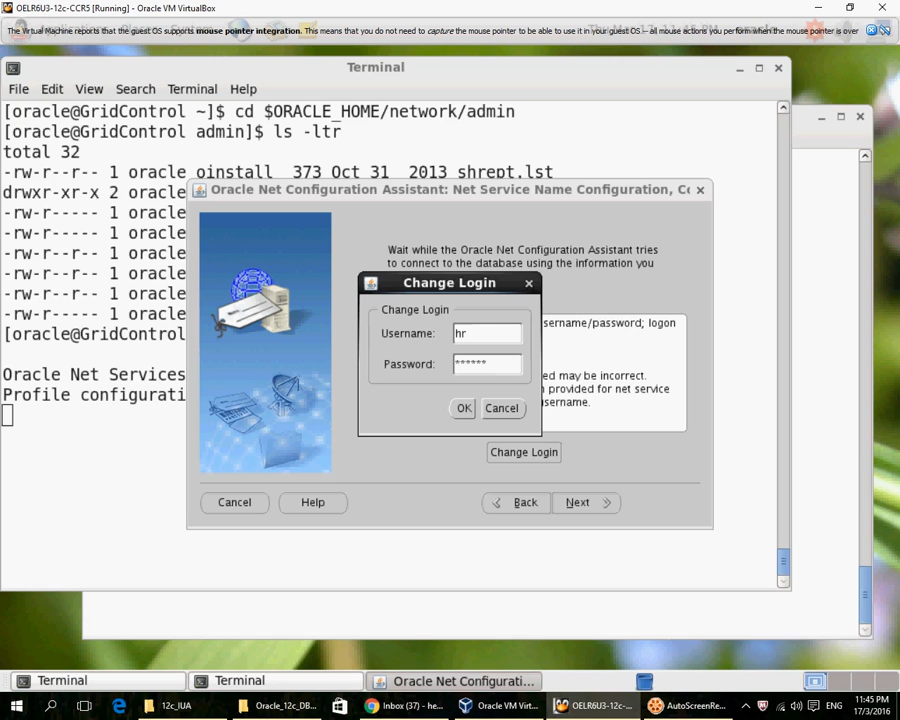 OELR6U3-12c-CCR5 [Running] - Oracle VM VirtualBox
The Virtual Machine reports that the guest OS supports mouse pointer integration. This means that you do not need to capture the mouse pointer to be able to use it in your guest OS -- all mouse actions you perform when the mouse pointer is over
Terminal
File Edit View Search Terminal Help
[oracle@GridControl ~]$ cd $ORACLE_HOME/network/admin
[oracle@GridControl admin]$ ls -ltr
total 32
-rw-r--r-- 1 oracle oinstall 373 Oct 31 2013 shrept.lst
drwxr-xr-x 2 oracle
-rw-r----- 1 oracle
-rw-r----- 1 oracle
-rw-r--r-- 1 oracle
-rw-r--r-- 1 oracle
-rw-r--r-- 1 oracle
-rw-r--r-- 1 oracle
[oracle@GridControl
Oracle Net Services
Profile configurati
Oracle Net Configuration Assistant: Net Service Name Configuration, Cc
Wait while the Oracle Net Configuration Assistant tries
to connect to the database using the information you
Change Login
Change Login
Username: hr
Password: ******
OK Cancel
sername/password; logon
ed may be incorrect.
provided for net service
username.
Change Login
Cancel Help Back Next
Terminal Terminal Oracle Net Configurati...
12c_IUA Oracle_12c_DB... Inbox (37) - he... Oracle VM Virt... OELR6U3-12c-... AutoScreenRe... ENG 11:45 PM
17/3/2016